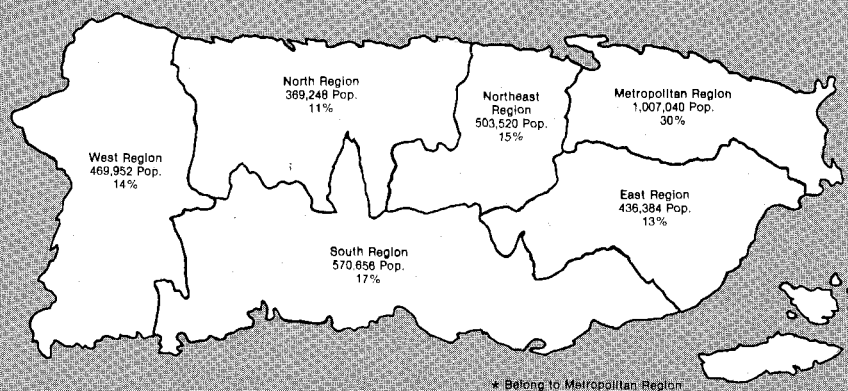 North Region
369,248 Pop.
11%
Northeast
Region
503,520 Pop.
15%
Metropolitan Region
1,007,040 Pop.
30%
West Region
469,952 Pop.
14%
East Region
436,384 Pop.
13%
South Region
570,656 Pop.
17%
* Belong to Metropolitan Region